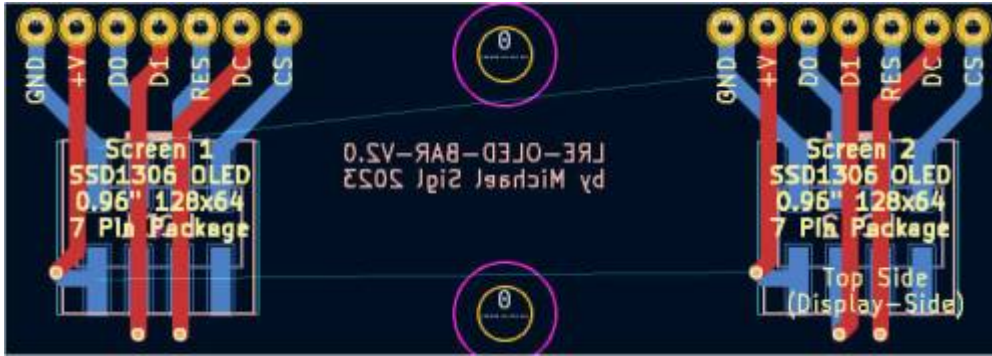 GND +V D0 D1 RES DC CS
GND +V D0 D1 RES DC CS
0
Screen 1
SSD1306 OLED
0.96" 128x64
7 Pin Package
LRE-OLED-BAR-V2.0
by Michael Sigl 2023
Screen 2
SSD1306 OLED
0.96" 128x64
7 Pin Package
Top Side
(Display-Side)
0